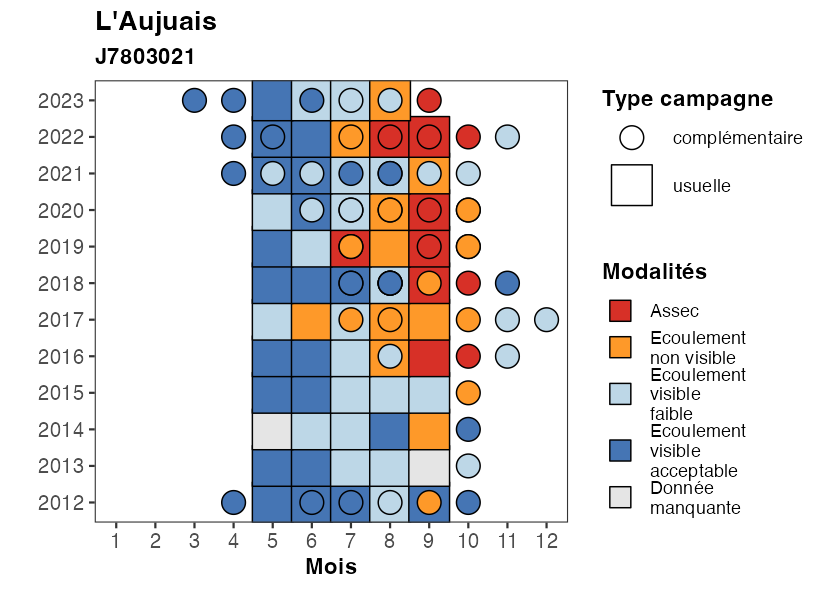 L'Aujuais
J7803021
2023
2022
2021
2020
2019
2018
2017
2016
2015
2014
2013
2012
1 2 3 4 5 6 7 8 9 10 11 12
Mois
Type campagne
complémentaire
usuelle
Modalités
Assec
Ecoulement
non visible
Ecoulement
visible
faible
Ecoulement
visible
acceptable
Donnée
manquante